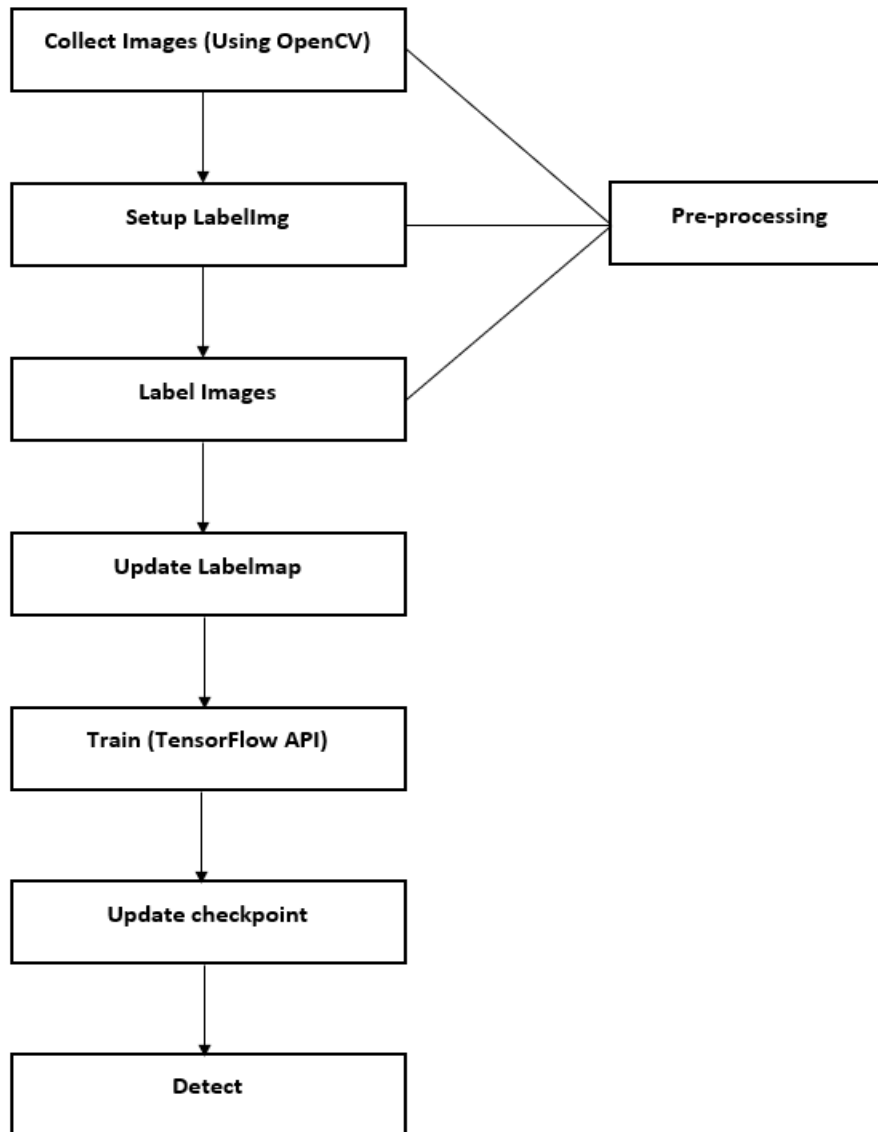 Collect Images (Using OpenCV)
Setup LabelImg
Pre-processing
Label Images
Update Labelmap
Train (TensorFlow API)
Update checkpoint
Detect